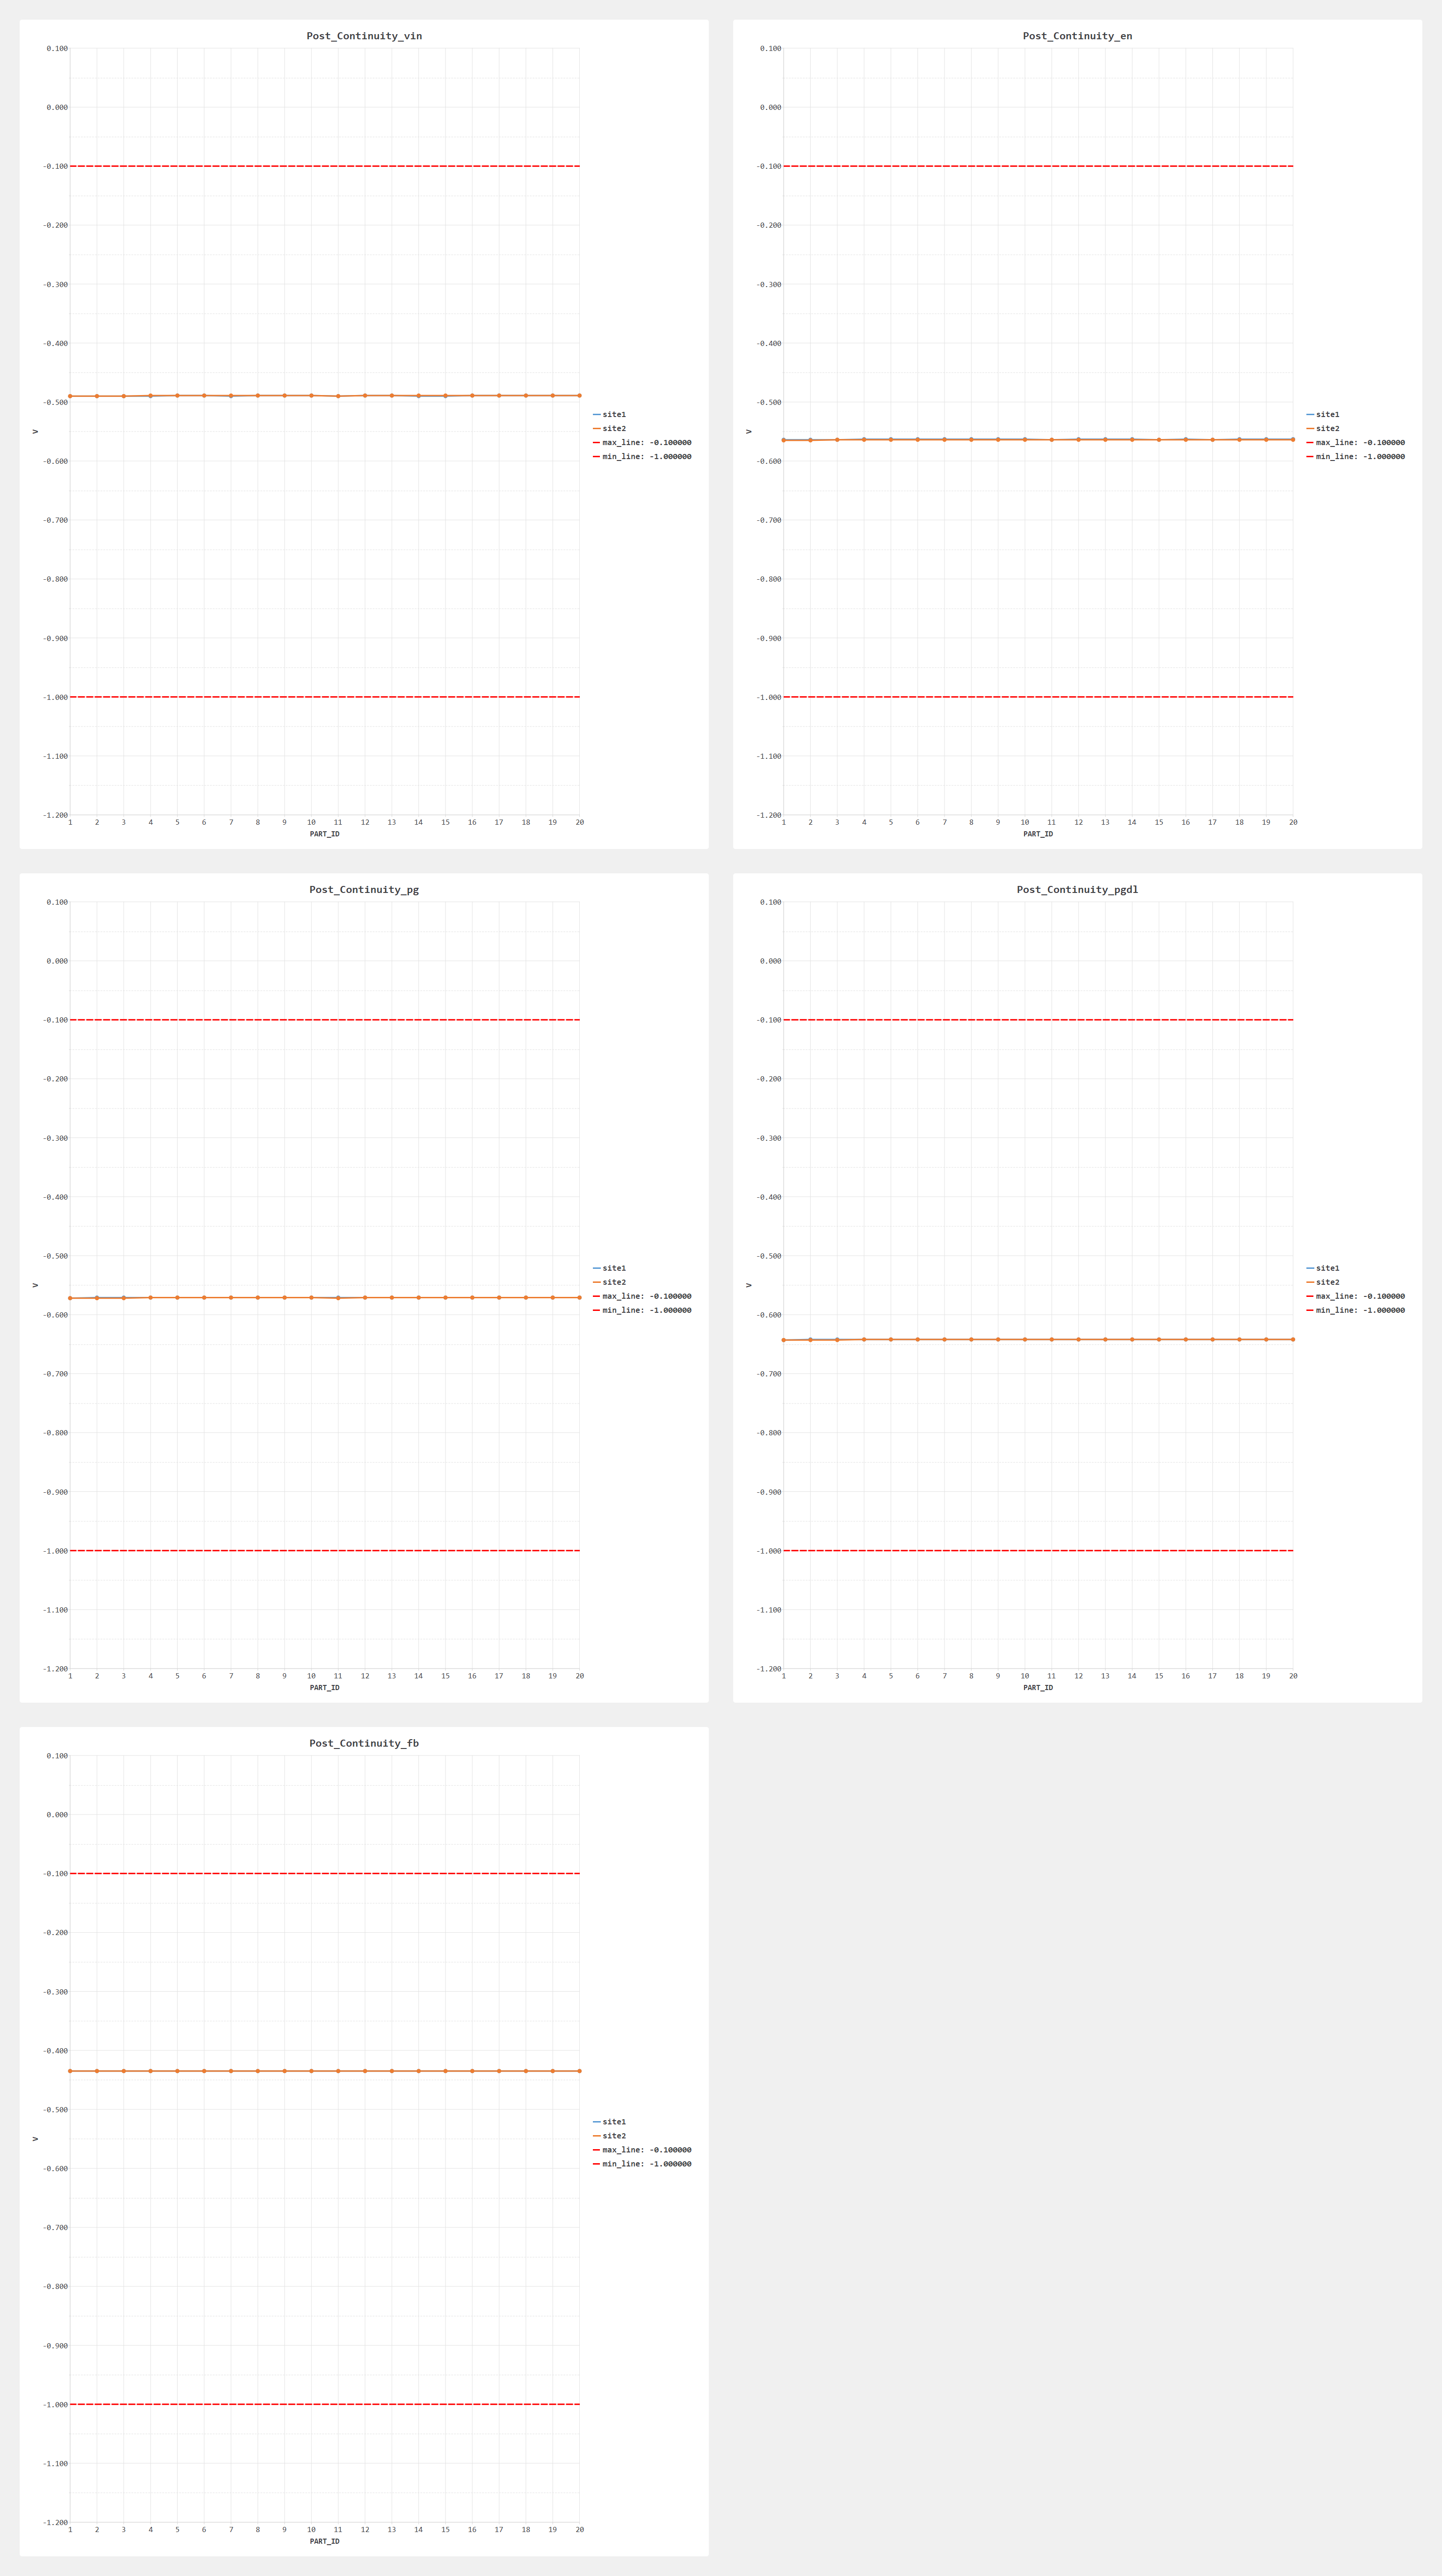 Post_Continuity_vin
0.100
0.000
-0.100
-0.200
-0.300
-0.400
-0.500
-0.600
-0.700
-0.800
-0.900
-1.000
-1.100
-1.200
V
1 2 3 4 5 6 7 8 9 10 11 12 13 14 15 16 17 18 19 20
PART_ID
site1
site2
max_line: -0.100000
min_line: -1.000000
Post_Continuity_en
0.100
0.000
-0.100
-0.200
-0.300
-0.400
-0.500
-0.600
-0.700
-0.800
-0.900
-1.000
-1.100
-1.200
V
1 2 3 4 5 6 7 8 9 10 11 12 13 14 15 16 17 18 19 20
PART_ID
site1
site2
max_line: -0.100000
min_line: -1.000000
Post_Continuity_pg
0.100
0.000
-0.100
-0.200
-0.300
-0.400
-0.500
-0.600
-0.700
-0.800
-0.900
-1.000
-1.100
-1.200
V
1 2 3 4 5 6 7 8 9 10 11 12 13 14 15 16 17 18 19 20
PART_ID
site1
site2
max_line: -0.100000
min_line: -1.000000
Post_Continuity_pgdl
0.100
0.000
-0.100
-0.200
-0.300
-0.400
-0.500
-0.600
-0.700
-0.800
-0.900
-1.000
-1.100
-1.200
V
1 2 3 4 5 6 7 8 9 10 11 12 13 14 15 16 17 18 19 20
PART_ID
site1
site2
max_line: -0.100000
min_line: -1.000000
Post_Continuity_fb
0.100
0.000
-0.100
-0.200
-0.300
-0.400
-0.500
-0.600
-0.700
-0.800
-0.900
-1.000
-1.100
-1.200
V
1 2 3 4 5 6 7 8 9 10 11 12 13 14 15 16 17 18 19 20
PART_ID
site1
site2
max_line: -0.100000
min_line: -1.000000